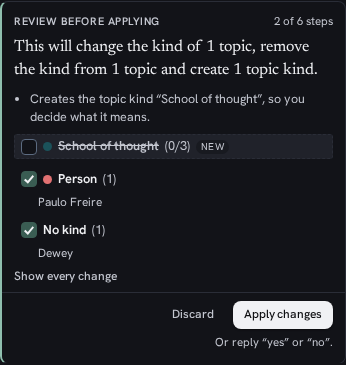 REVIEW BEFORE APPLYING 2 of 6 steps
This will change the kind of 1 topic, remove
the kind from 1 topic and create 1 topic kind.
• Creates the topic kind “School of thought”, so you
decide what it means.
School of thought (0/3) NEW
Person (1)
Paulo Freire
No kind (1)
Dewey
Show every change
Discard Apply changes
Or reply “yes” or “no”.